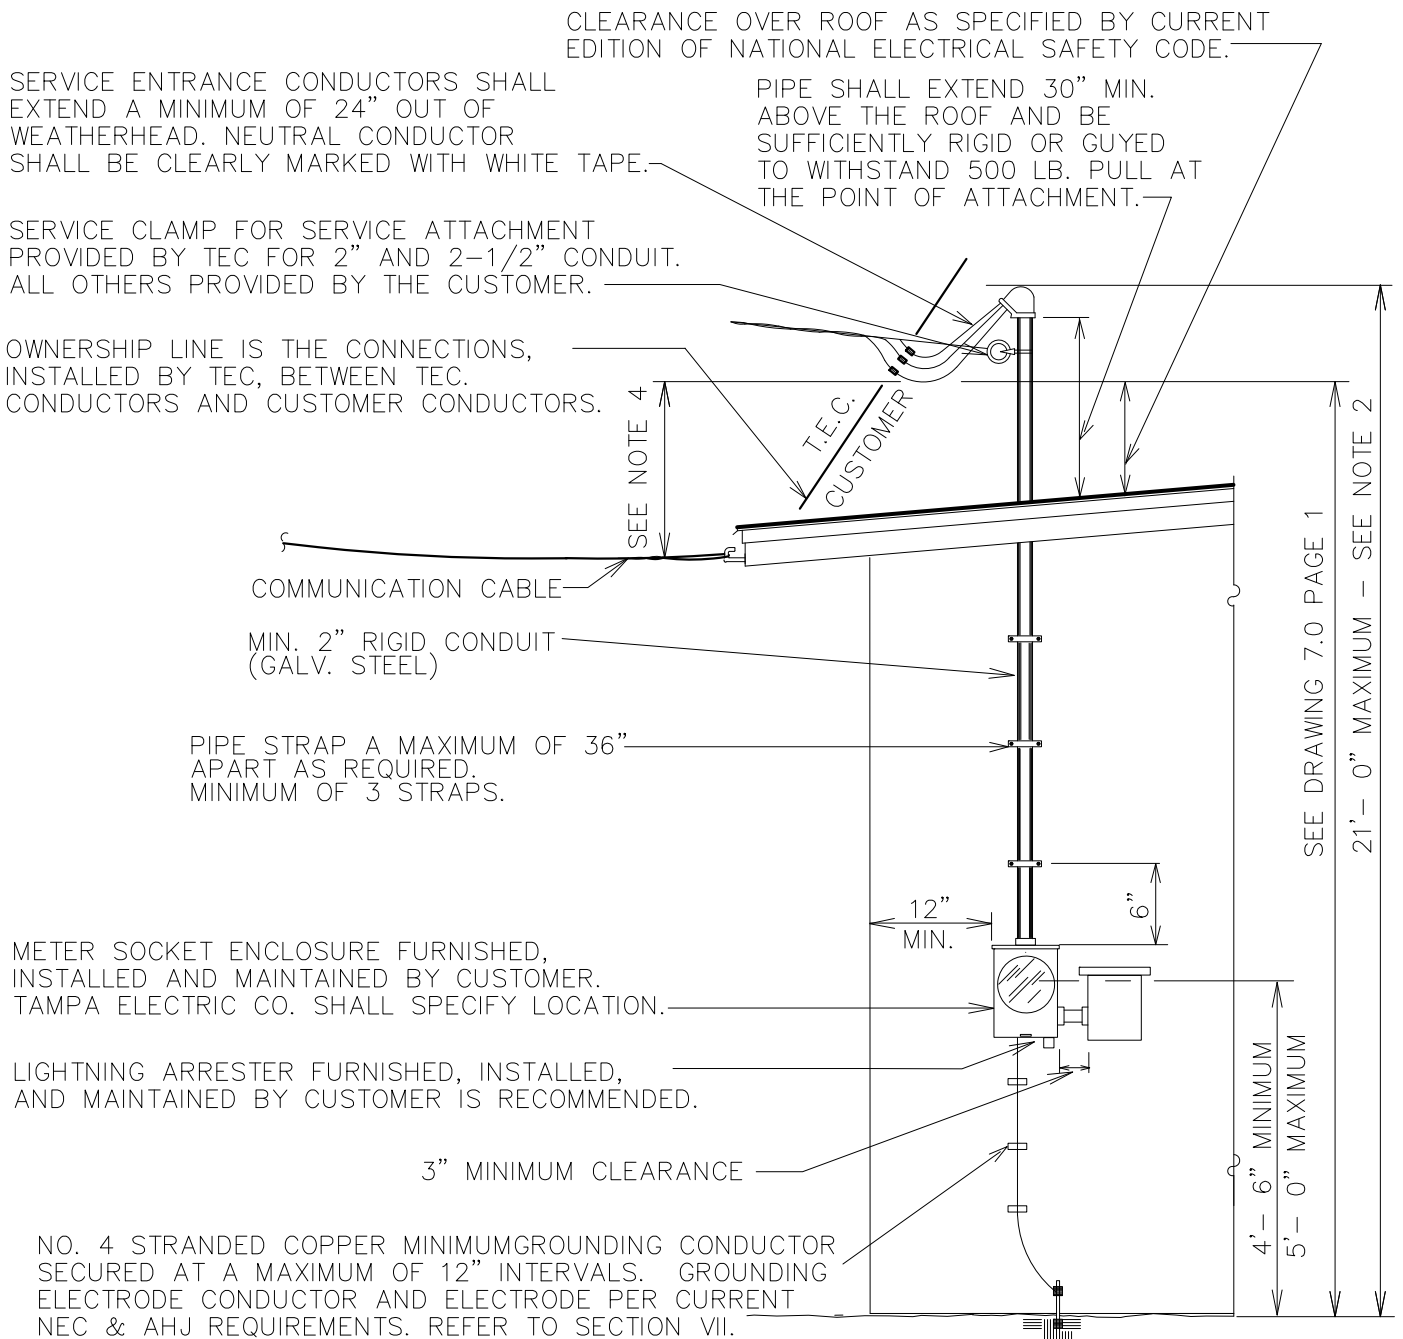 CLEARANCE OVER ROOF AS SPECIFIED BY CURRENT
EDITION OF NATIONAL ELECTRICAL SAFETY CODE.
SERVICE ENTRANCE CONDUCTORS SHALL
EXTEND A MINIMUM OF 24" OUT OF
WEATHERHEAD. NEUTRAL CONDUCTOR
SHALL BE CLEARLY MARKED WITH WHITE TAPE.
PIPE SHALL EXTEND 30" MIN.
ABOVE THE ROOF AND BE
SUFFICIENTLY RIGID OR GUYED
TO WITHSTAND 500 LB. PULL AT
THE POINT OF ATTACHMENT.
SERVICE CLAMP FOR SERVICE ATTACHMENT
PROVIDED BY TEC FOR 2" AND 2-1/2" CONDUIT.
ALL OTHERS PROVIDED BY THE CUSTOMER.
OWNERSHIP LINE IS THE CONNECTIONS,
INSTALLED BY TEC, BETWEEN TEC.
CONDUCTORS AND CUSTOMER CONDUCTORS.
SEE NOTE 4
T.E.C.
CUSTOMER
SEE DRAWING 7.0 PAGE 1
21'- 0" MAXIMUM - SEE NOTE 2
COMMUNICATION CABLE
MIN. 2" RIGID CONDUIT
(GALV. STEEL)
PIPE STRAP A MAXIMUM OF 36"
APART AS REQUIRED.
MINIMUM OF 3 STRAPS.
12"
MIN.
6"
METER SOCKET ENCLOSURE FURNISHED,
INSTALLED AND MAINTAINED BY CUSTOMER.
TAMPA ELECTRIC CO. SHALL SPECIFY LOCATION.
LIGHTNING ARRESTER FURNISHED, INSTALLED,
AND MAINTAINED BY CUSTOMER IS RECOMMENDED.
3" MINIMUM CLEARANCE
4'- 6" MINIMUM
5'- 0" MAXIMUM
NO. 4 STRANDED COPPER MINIMUMGROUNDING CONDUCTOR
SECURED AT A MAXIMUM OF 12" INTERVALS. GROUNDING
ELECTRODE CONDUCTOR AND ELECTRODE PER CURRENT
NEC & AHJ REQUIREMENTS. REFER TO SECTION VII.